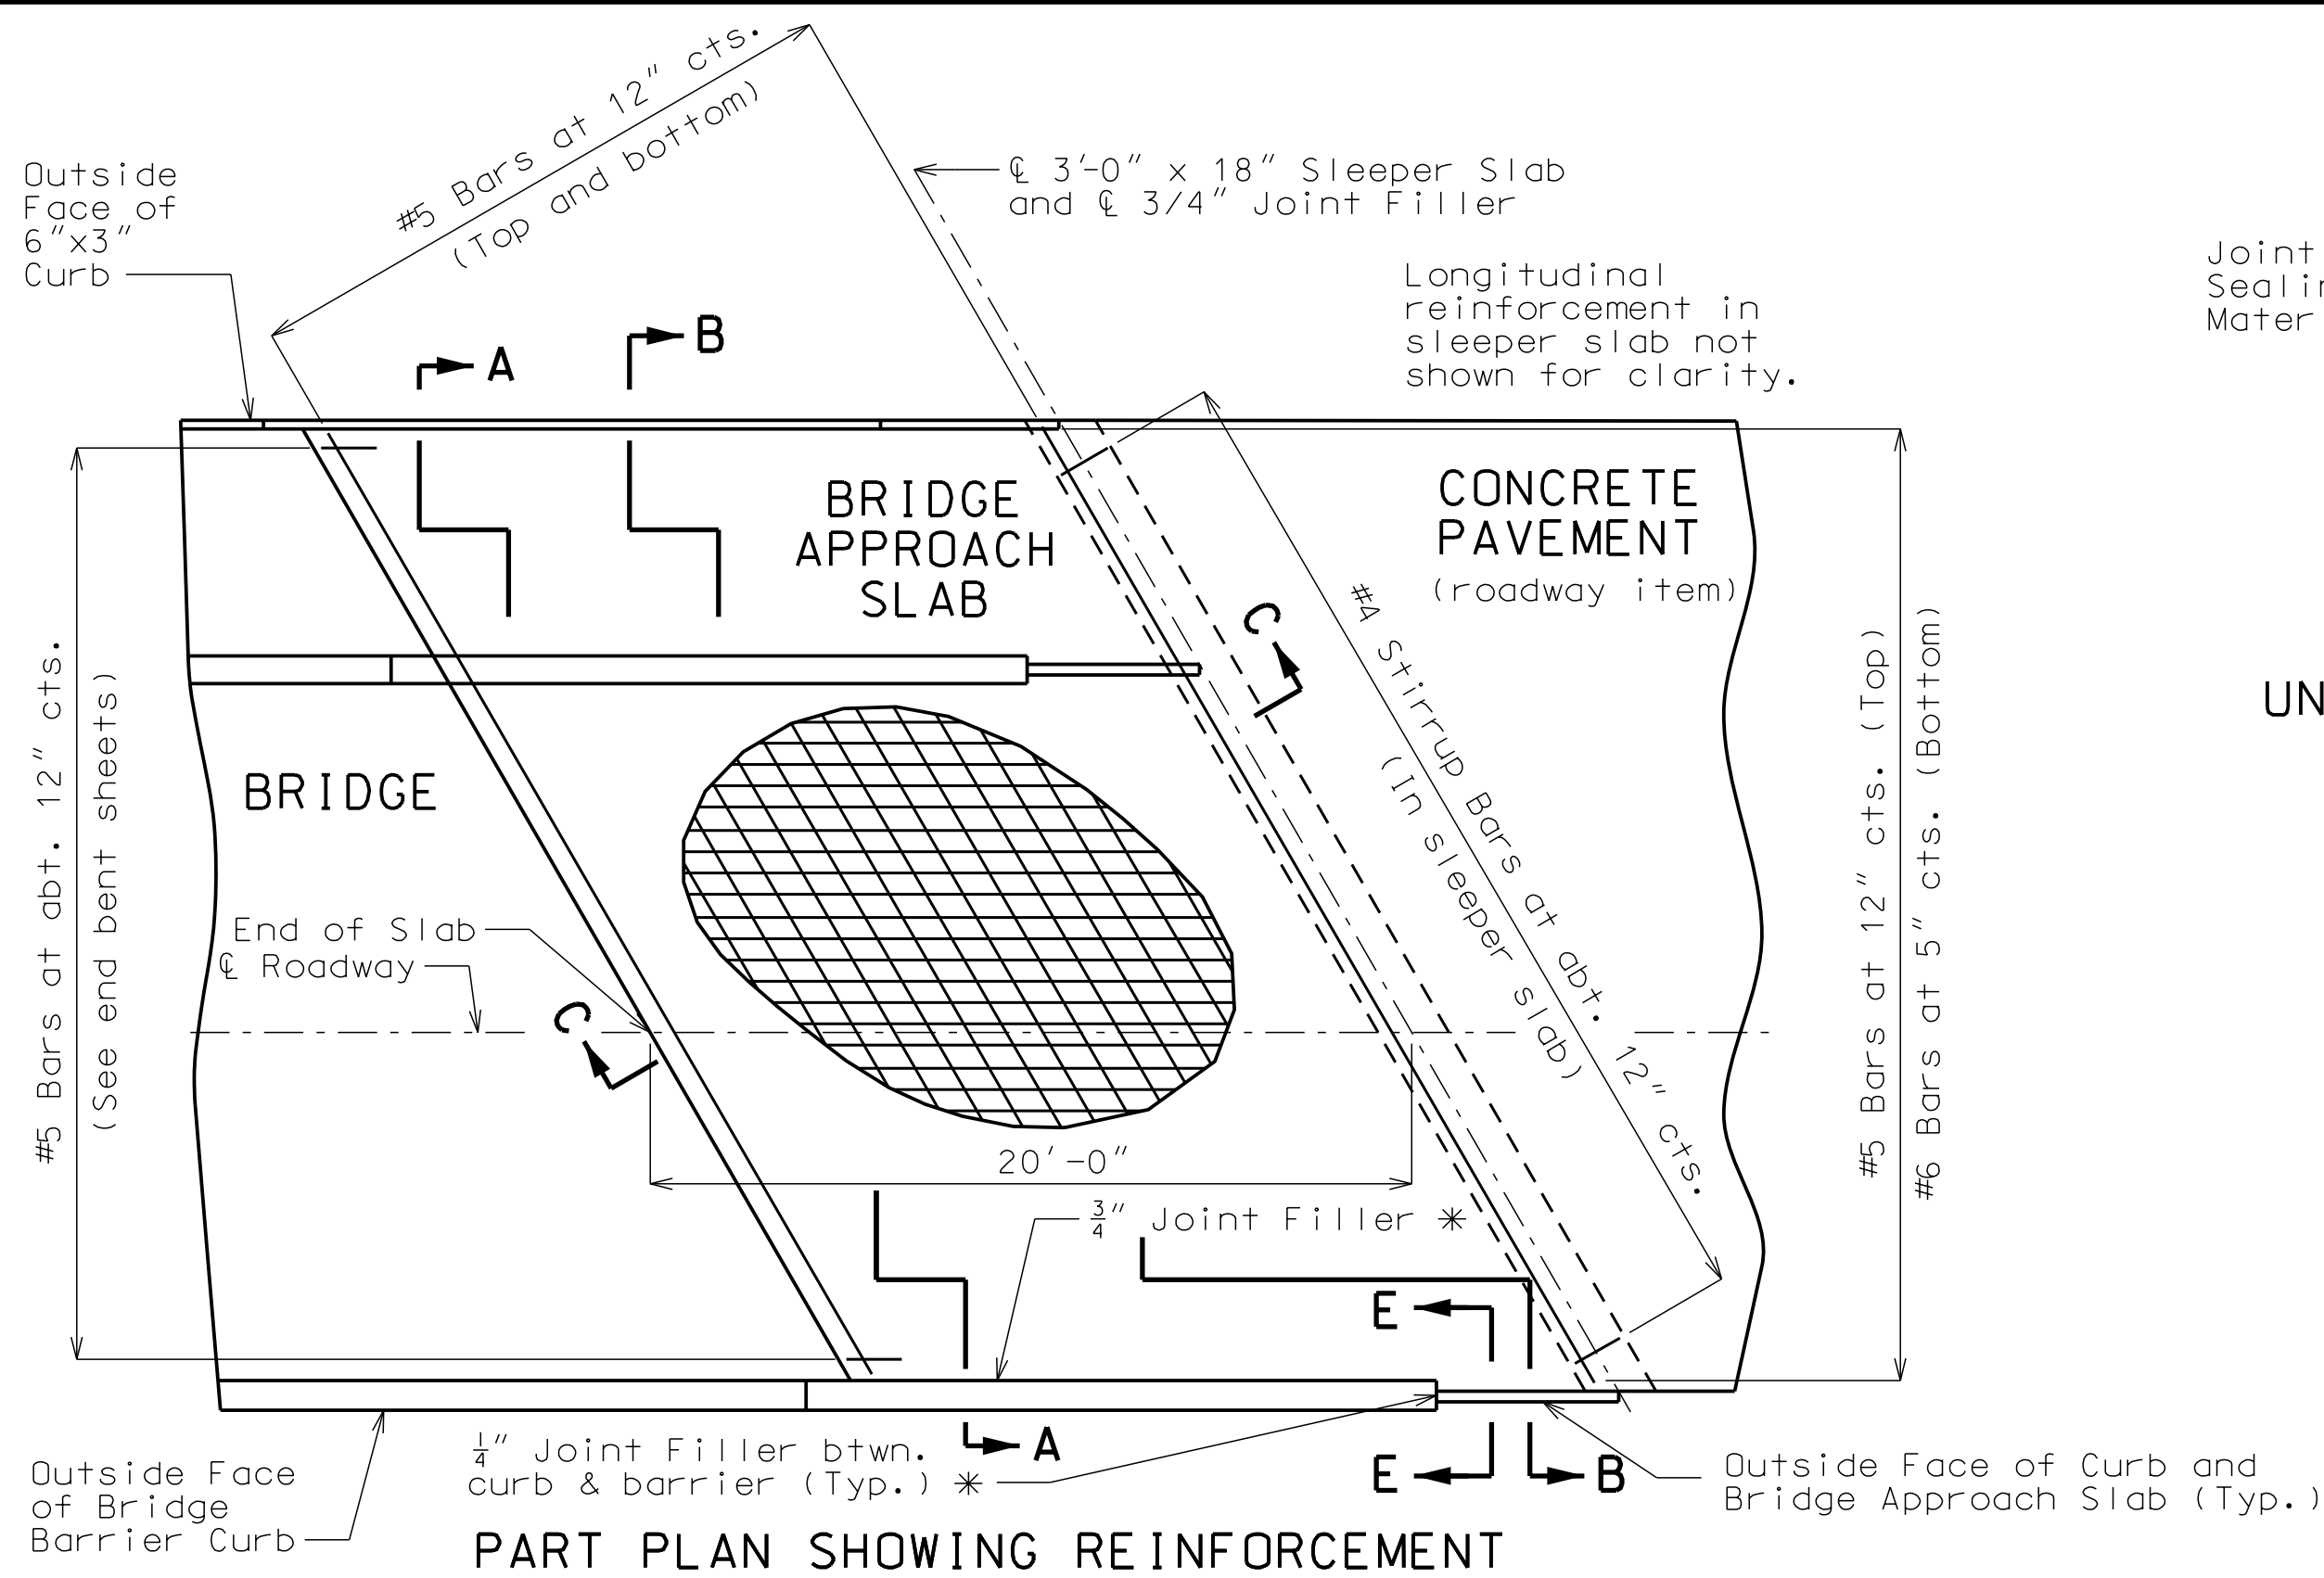 #5 Bars at 12" cts.
(Top and bottom)
Outside
Face of
6"x3"
Curb
℄ 3'-0" x 18" Sleeper Slab
and ℄ 3/4" Joint Filler
Longitudinal
reinforcement in
sleeper slab not
shown for clarity.
Joint
A
B
BRIDGE
APPROACH
SLAB
CONCRETE
PAVEMENT
(roadway item)
C
#4 Stirrup Bars at abt. 12" cts.
(In sleeper slab)
#5 Bars at abt. 12" cts.
(See end bent sheets)
#5 Bars at 12" cts. (Top)
#6 Bars at 5" cts. (Bottom)
BRIDGE
End of Slab
℄ Roadway
C
20'-0"
3/4" Joint Filler *
E
Outside Face
of Bridge
Barrier Curb
1/4" Joint Filler btwn.
curb & barrier (Typ.) *
A
E
B
Outside Face of Curb and
Bridge Approach Slab (Typ.)
PART PLAN SHOWING REINFORCEMENT